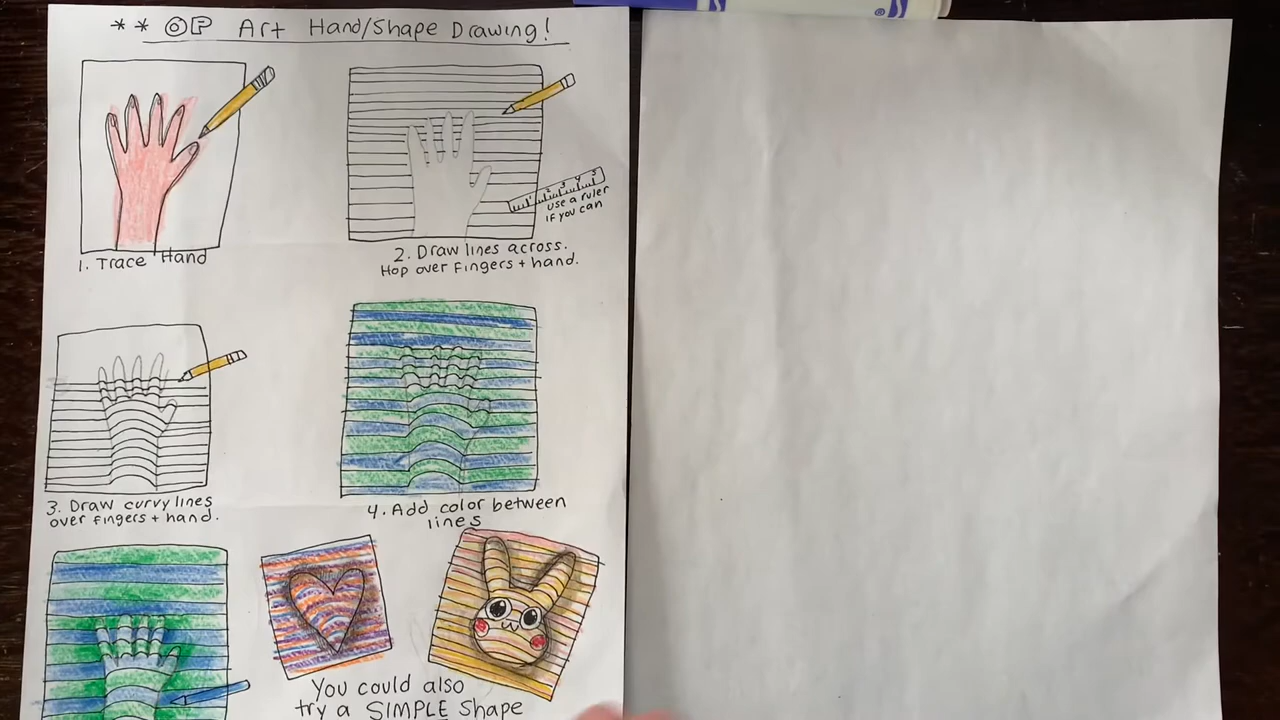 ** OP Art Hand/Shape Drawing!
1. Trace Hand
use a ruler
if you can
2. Draw lines across.
Hop over fingers + hand.
3. Draw curvy lines
over fingers + hand.
4. Add color between
lines
You could also
try a SIMPLE shape